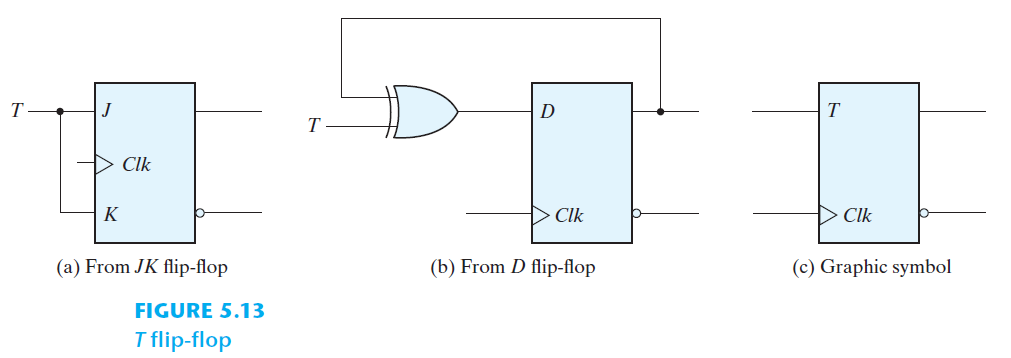 T
J
Clk
K
(a) From JK flip-flop
T
D
Clk
(b) From D flip-flop
T
Clk
(c) Graphic symbol
FIGURE 5.13
T flip-flop